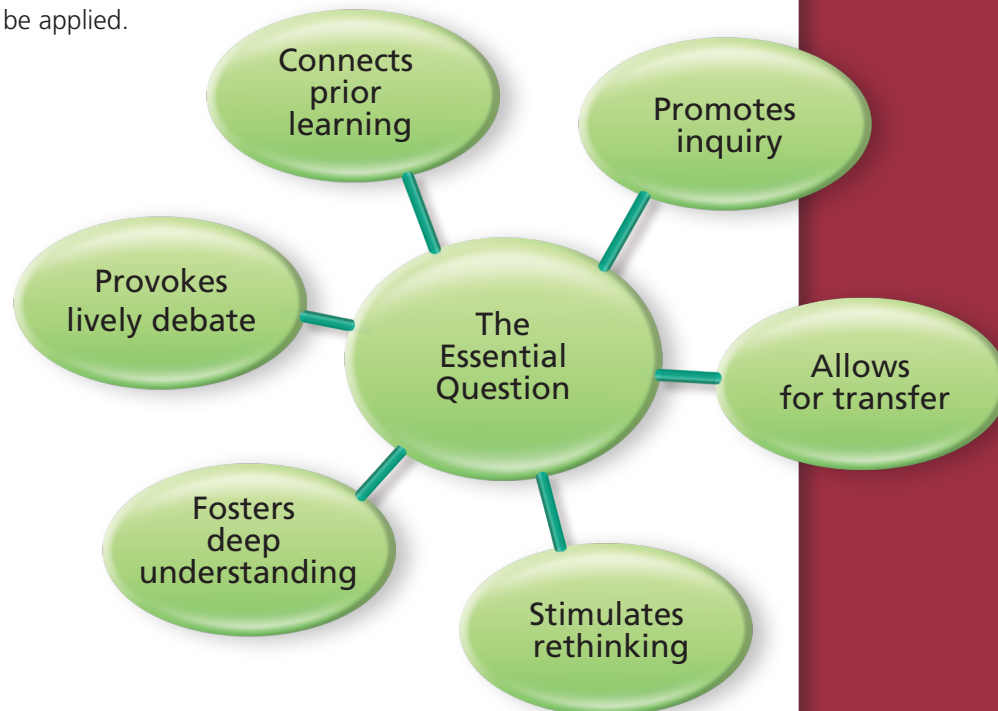 be applied.
Connects
prior
learning
Promotes
inquiry
Provokes
lively debate
The
Essential
Question
Allows
for transfer
Fosters
deep
understanding
Stimulates
rethinking